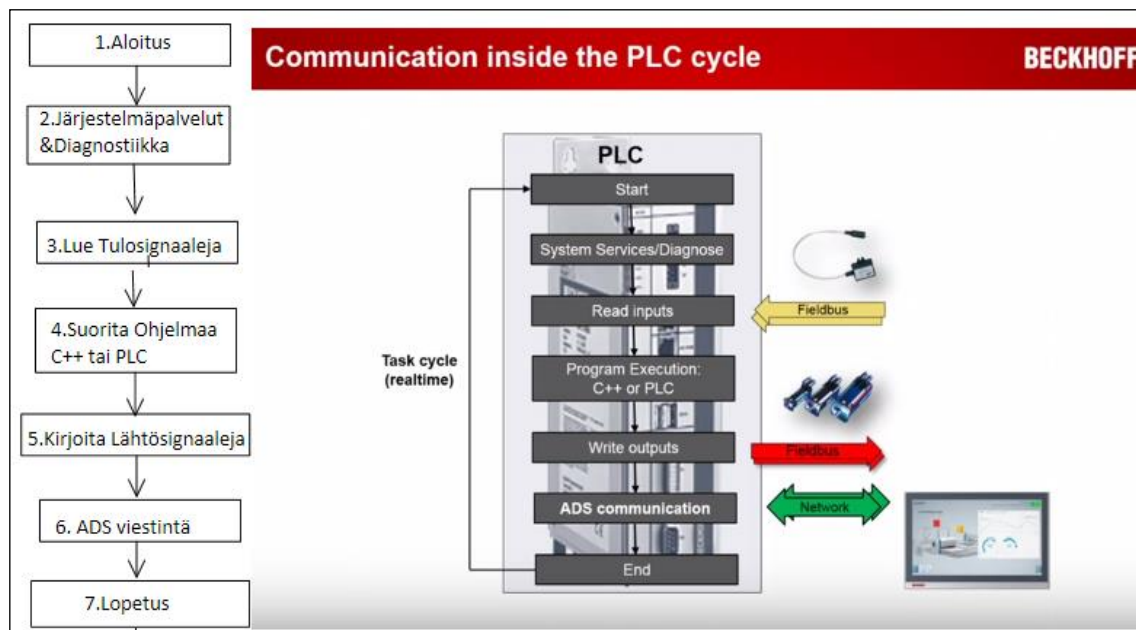 1.Aloitus
2.Järjestelmäpalvelut
&Diagnostiikka
3.Lue Tulosignaaleja
4.Suorita Ohjelmaa
C++ tai PLC
5.Kirjoita Lähtösignaaleja
6. ADS viestintä
7.Lopetus
Communication inside the PLC cycle
BECKHOFF
PLC
Start
System Services/Diagnose
Read inputs
Fieldbus
Task cycle
(realtime)
Program Execution:
C++ or PLC
Write outputs
Fieldbus
ADS communication
Network
End